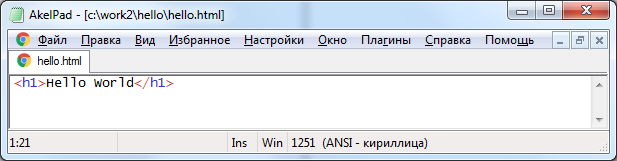 AkelPad - [c:\work2\hello\hello.html]
Файл Правка Вид Избранное Настройки Окно Плагины Справка Помощь
hello.html
<h1>Hello World</h1>
1:21 Ins Win 1251 (ANSI - кириллица)